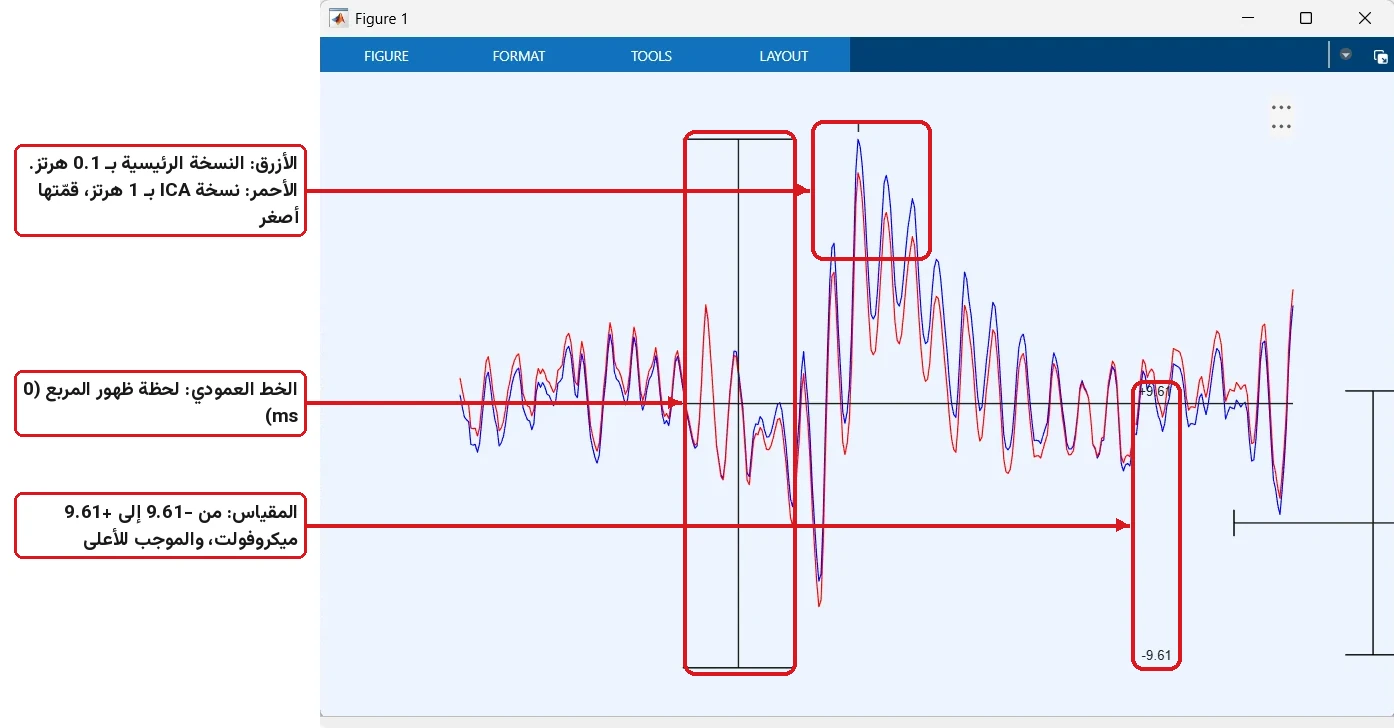 Figure 1
FIGURE
FORMAT
TOOLS
LAYOUT
الأزرق: النسخة الرئيسية بـ 0.1 هرتز.
الأحمر: نسخة ICA بـ 1 هرتز، قمّتها
أصغر
الخط العمودي: لحظة ظهور المربع (0
ms)
+9.61
المقياس: من −9.61 إلى +9.61
ميكروفولت، والموجب للأعلى
-9.61